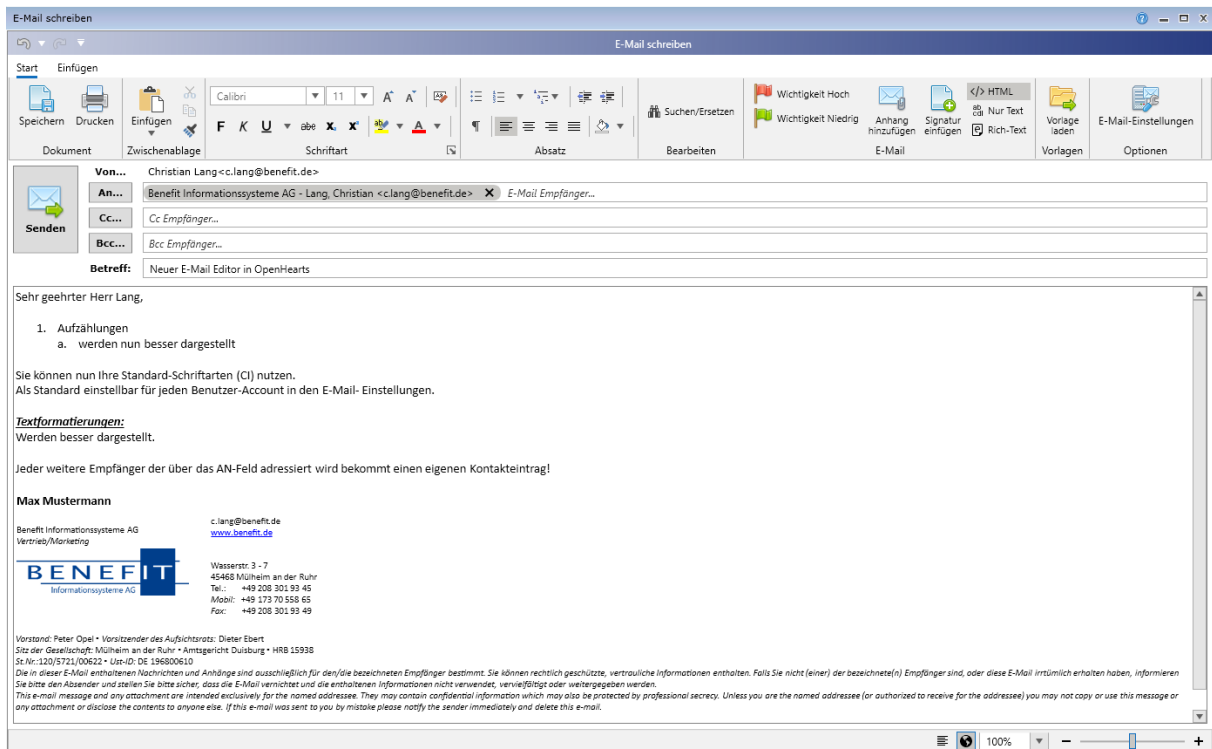 E-Mail schreiben
E-Mail schreiben
Start Einfügen
Calibri 11
Speichern Drucken Einfügen F K U abc X, X² aby A Suchen/Ersetzen Wichtigkeit Hoch Wichtigkeit Niedrig Anhang hinzufügen Signatur einfügen </> HTML Nur Text Rich-Text Vorlage laden E-Mail-Einstellungen
Dokument Zwischenablage Schriftart Absatz Bearbeiten E-Mail Vorlagen Optionen
Senden
Von... Christian Lang<c.lang@benefit.de>
An... Benefit Informationssysteme AG - Lang, Christian <c.lang@benefit.de> X E-Mail Empfänger...
Cc... Cc Empfänger...
Bcc... Bcc Empfänger...
Betreff: Neuer E-Mail Editor in OpenHearts
Sehr geehrter Herr Lang,
1. Aufzählungen
a. werden nun besser dargestellt
Sie können nun Ihre Standard-Schriftarten (CI) nutzen.
Als Standard einstellbar für jeden Benutzer-Account in den E-Mail- Einstellungen.
Textformatierungen:
Werden besser dargestellt.
Jeder weitere Empfänger der über das AN-Feld adressiert wird bekommt einen eigenen Kontakteintrag!
Max Mustermann
Benefit Informationssysteme AG
Vertrieb/Marketing
BENEFIT
Informationssysteme AG
c.lang@benefit.de
www.benefit.de
Wasserstr. 3 - 7
45468 Mülheim an der Ruhr
Tel.: +49 208 301 93 45
Mobil: +49 173 70 558 65
Fax: +49 208 301 93 49
Vorstand: Peter Opel • Vorsitzender des Aufsichtsrats: Dieter Ebert
Sitz der Gesellschaft: Mülheim an der Ruhr • Amtsgericht Duisburg • HRB 15938
St.Nr.:120/5721/00622 • Ust-ID: DE 196800610
Die in dieser E-Mail enthaltenen Nachrichten und Anhänge sind ausschließlich für den/die bezeichneten Empfänger bestimmt. Sie können rechtlich geschützte, vertrauliche Informationen enthalten. Falls Sie nicht (einer) der bezeichnete(n) Empfänger sind, oder diese E-Mail irrtümlich erhalten haben, informieren
Sie bitte den Absender und stellen Sie bitte sicher, dass die E-Mail vernichtet und die enthaltenen Informationen nicht verwendet, vervielfältigt oder weitergegeben werden.
This e-mail message and any attachment are intended exclusively for the named addressee. They may contain confidential information which may also be protected by professional secrecy. Unless you are the named addressee (or authorized to receive for the addressee) you may not copy or use this message or
any attachment or disclose the contents to anyone else. If this e-mail was sent to you by mistake please notify the sender immediately and delete this e-mail.
100%